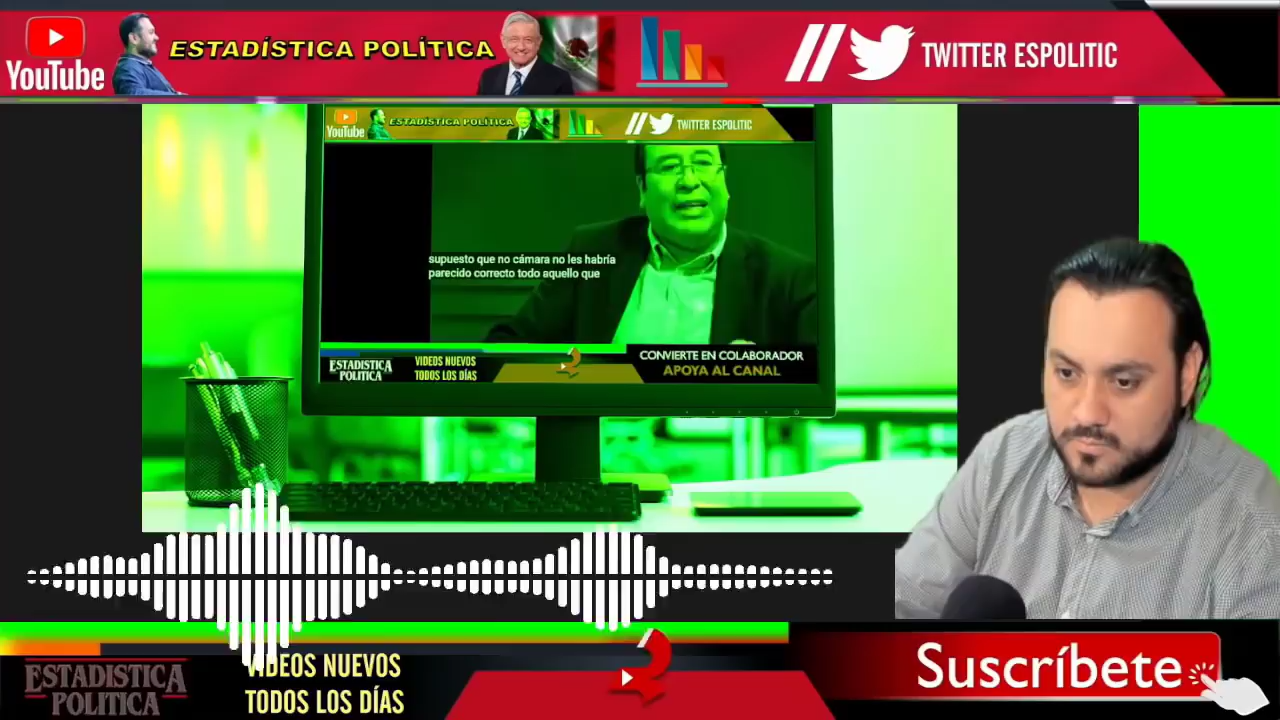 YouTube
ESTADÍSTICA POLÍTICA
TWITTER ESPOLITIC
YouTube
ESTADÍSTICA POLÍTICA
TWITTER ESPOLITIC
supuesto que no cámara no les habría
parecido correcto todo aquello que
ESTADÍSTICA
POLÍTICA
VIDEOS NUEVOS
TODOS LOS DÍAS
CONVIERTE EN COLABORADOR
APOYA AL CANAL
ESTADISTICA
POLÍTICA
VIDEOS NUEVOS
TODOS LOS DÍAS
Suscríbete